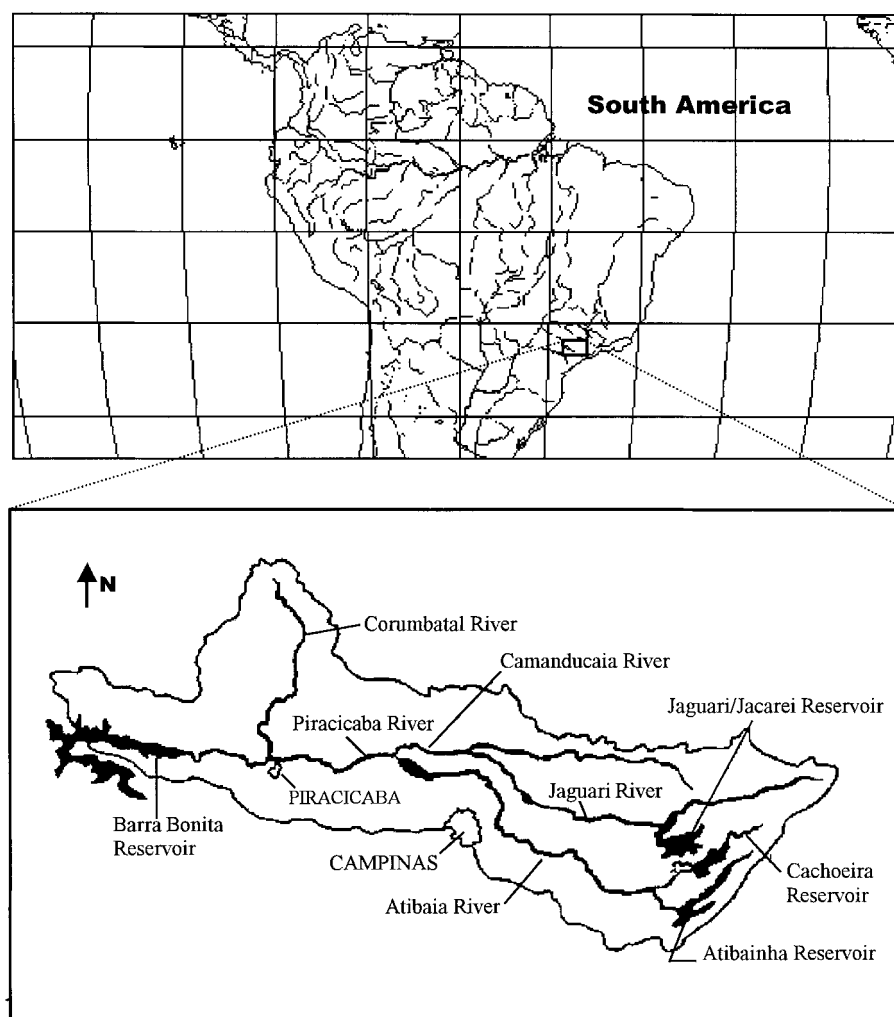 South America
N
Corumbatal River
Camanducaia River
Jaguari/Jacarei Reservoir
Piracicaba River
PIRACICABA
Jaguari River
Barra Bonita
Reservoir
CAMPINAS
Cachoeira
Reservoir
Atibaia River
Atibainha Reservoir